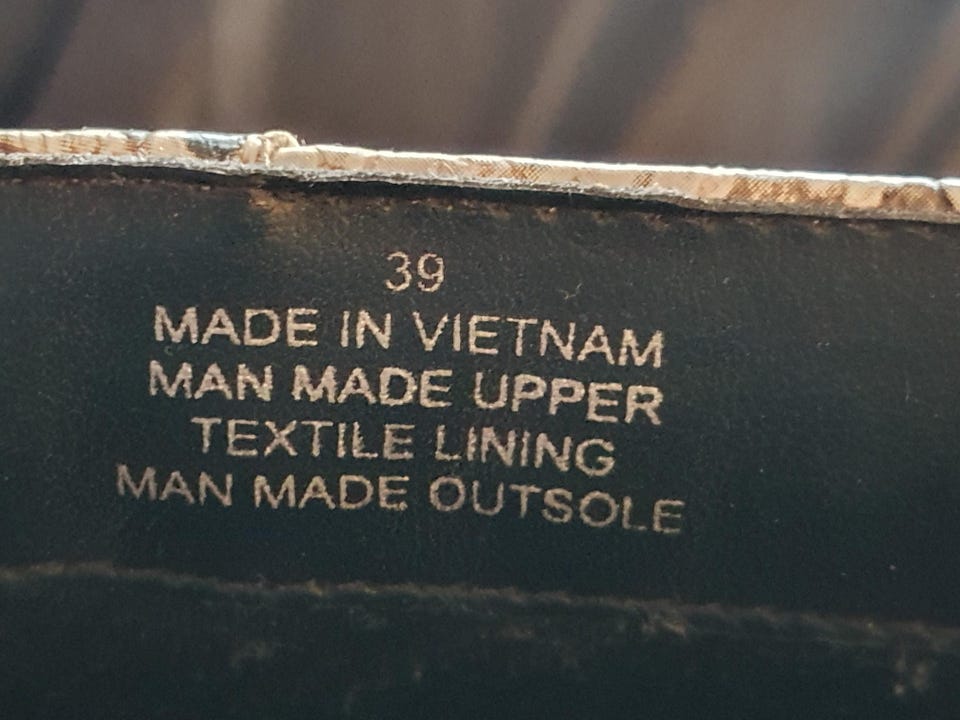 39
MADE IN VIETNAM
MAN MADE UPPER
TEXTILE LINING
MAN MADE OUTSOLE